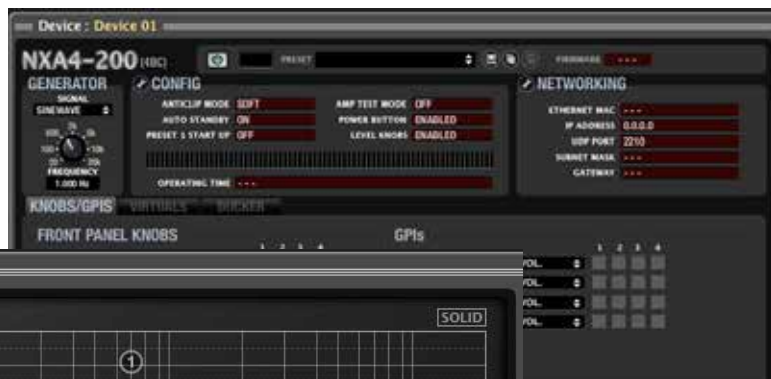 Device : Device 01
NXA4-200 (4BC)
PRESET
FIRMWARE - - -
GENERATOR
SIGNAL
SINEWAVE
FREQUENCY
1.000 Hz
CONFIG
ANTICLIP MODE SOFT
AUTO STANDBY ON
PRESET 1 START UP OFF
AMP TEST MODE OFF
POWER BUTTON ENABLED
LEVEL KNOBS ENABLED
OPERATING TIME - - -
NETWORKING
ETHERNET MAC - - -
IP ADDRESS 0.0.0.0
UDP PORT 2210
SUBNET MASK - - -
GATEWAY - - -
KNOBS/GPIS VIRTUALS DUCKER
FRONT PANEL KNOBS
1 2 3 4
GPIs
1 2 3 4
VOL.
VOL.
VOL.
VOL.
SOLID
1